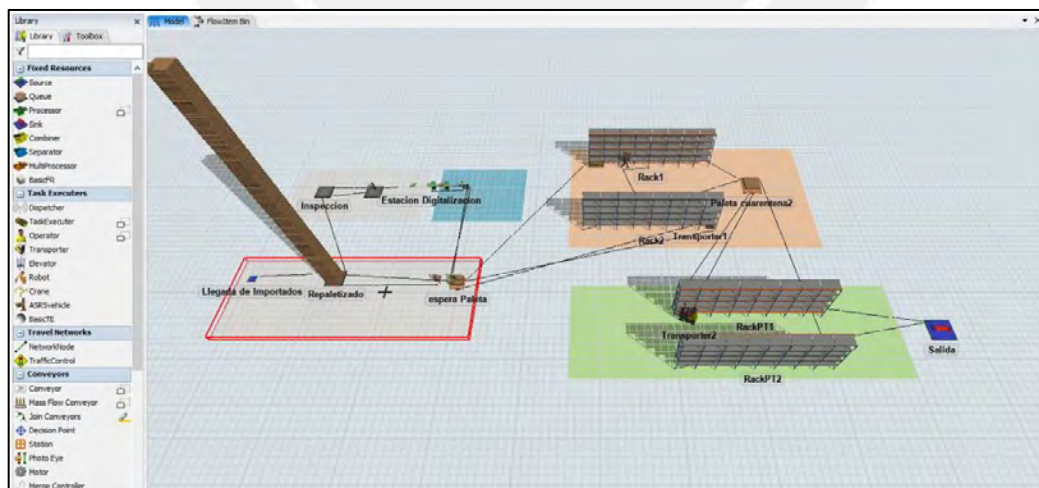 Library
Model
FlowItem Bin
Library
Toolbox
Fixed Resources
Source
Queue
Processor
Sink
Combiner
Separator
MultiProcessor
BasicFR
Task Executers
Dispatcher
TaskExecuter
Operator
Transporter
Elevator
Robot
Crane
ASRSvehicle
BasicTE
Travel Networks
NetworkNode
TrafficControl
Conveyors
Conveyor
Mass Flow Conveyor
Join Conveyors
Decision Point
Station
Photo Eye
Motor
Merge Controller
Rack1
Inspeccion
Estacion Digitalizacion
Paleta cuarentena2
Rack2
Transporter1
Llegada de Importados
Repaletizado
espera Paleta
RackPT1
Transporter2
Salida
RackPT2